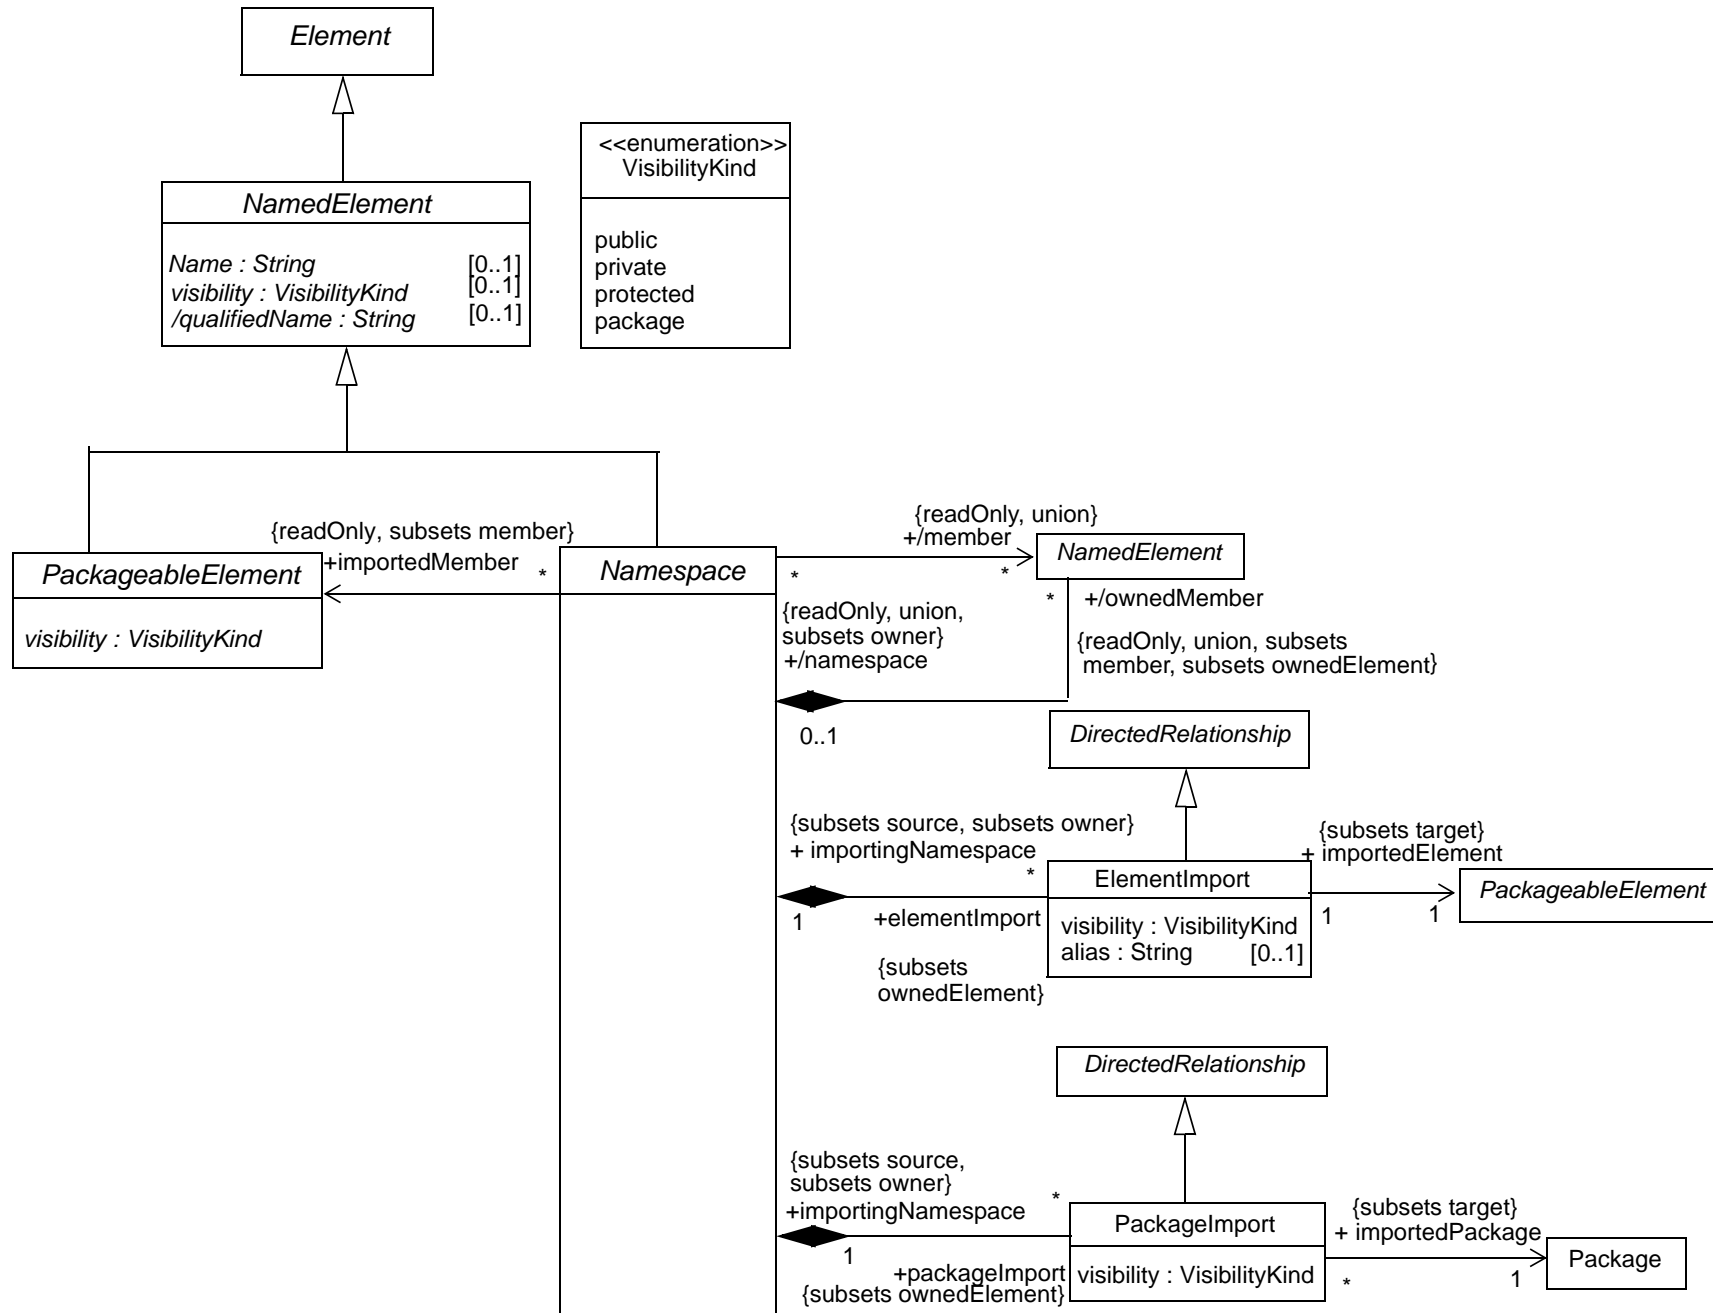 Element
<<enumeration>>
VisibilityKind
public
private
protected
package
NamedElement
Name : String [0..1]
visibility : VisibilityKind [0..1]
/qualifiedName : String [0..1]
{readOnly, subsets member}
+importedMember
*
PackageableElement
visibility : VisibilityKind
Namespace
{readOnly, union}
+/member
*
*
NamedElement
{readOnly, union,
subsets owner}
+/namespace
0..1
*
+/ownedMember
{readOnly, union, subsets
member, subsets ownedElement}
DirectedRelationship
{subsets source, subsets owner}
+ importingNamespace
*
1
+elementImport
{subsets
ownedElement}
ElementImport
visibility : VisibilityKind
alias : String [0..1]
{subsets target}
+ importedElement
1
1
PackageableElement
DirectedRelationship
{subsets source,
subsets owner}
+importingNamespace
*
1
+packageImport
{subsets ownedElement}
PackageImport
visibility : VisibilityKind
{subsets target}
+ importedPackage
*
1
Package